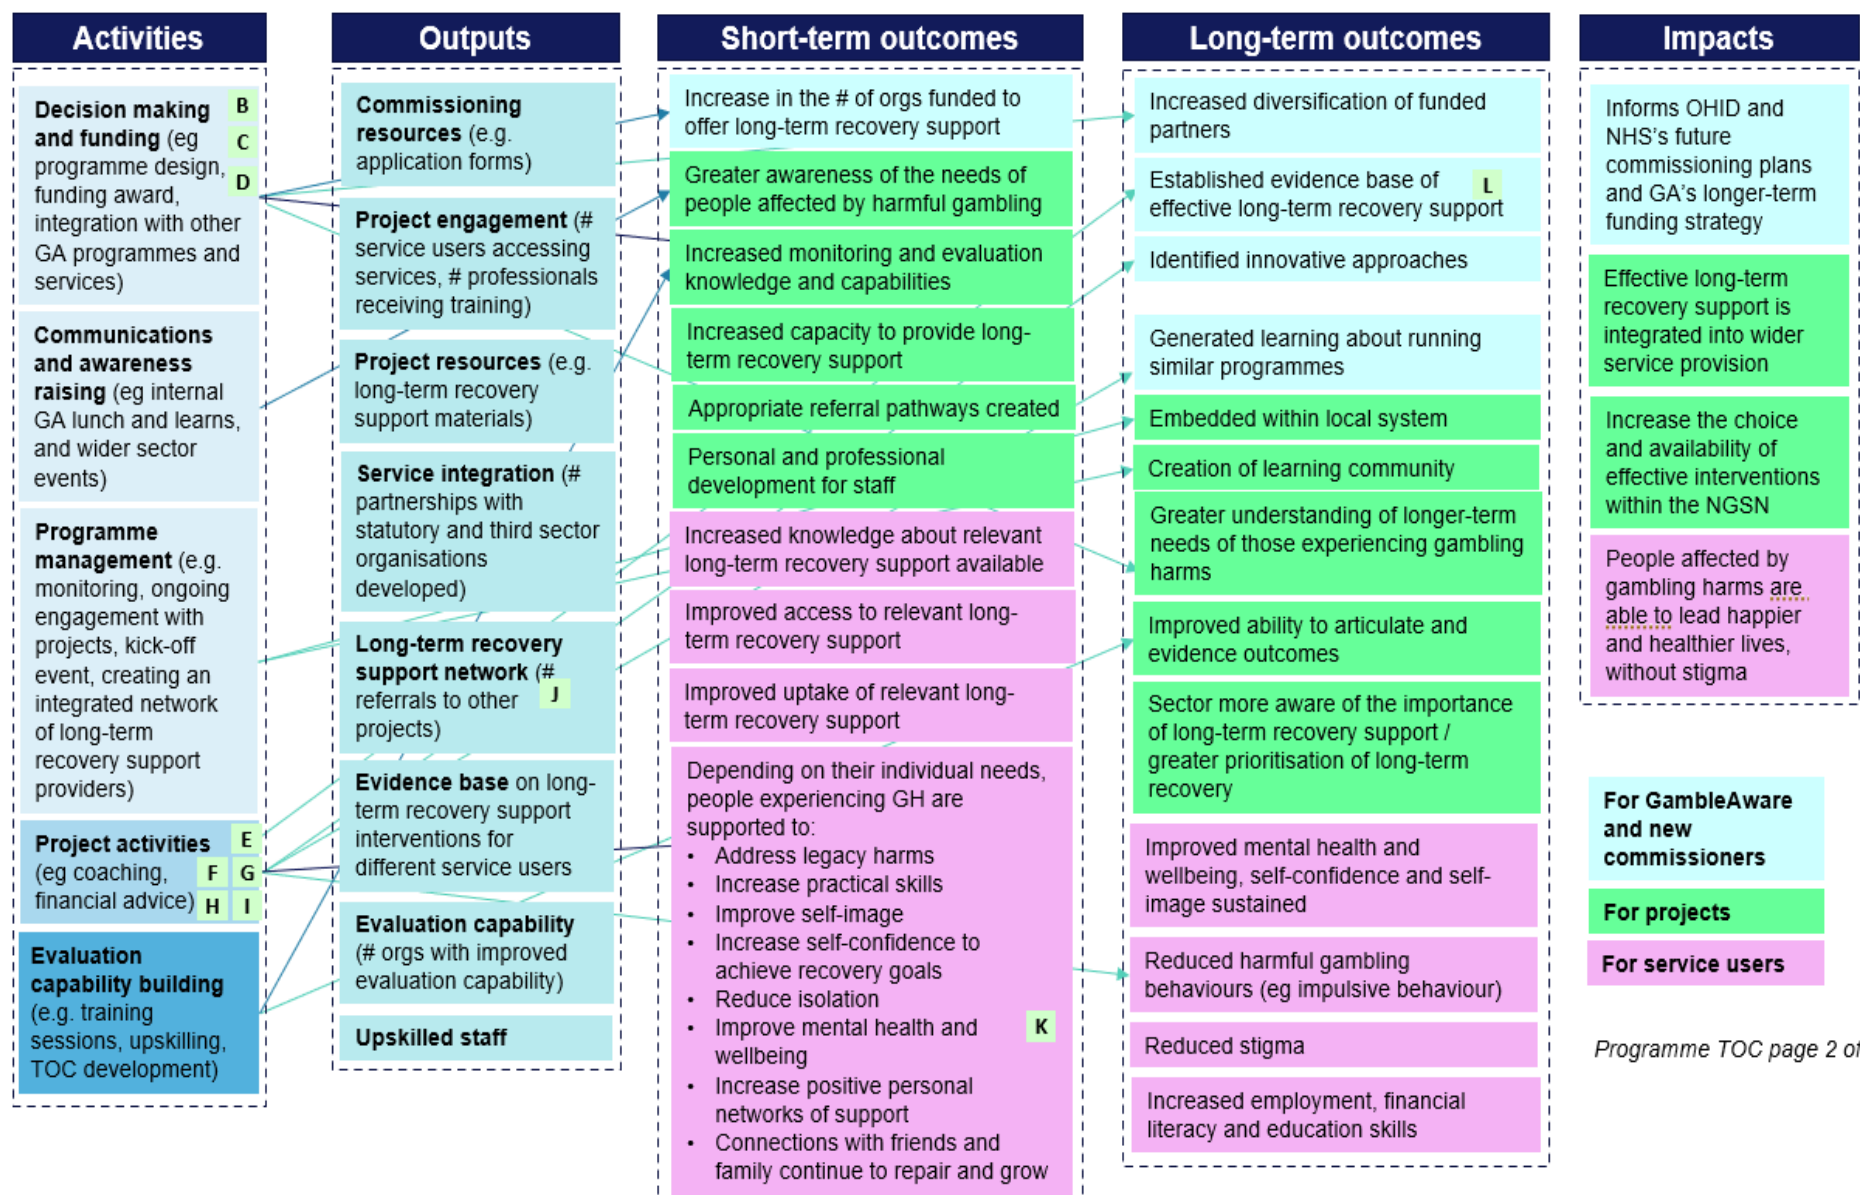 Activities
Decision making B
and funding (eg C
programme design, D
funding award,
integration with other
GA programmes and
services)
Communications
and awareness
raising (eg internal
GA lunch and learns,
and wider sector
events)
Programme
management (e.g.
monitoring, ongoing
engagement with
projects, kick-off
event, creating an
integrated network
of long-term
recovery support
providers)
Project activities E
(eg coaching, F G
financial advice) H I
Evaluation
capability building
(e.g. training
sessions, upskilling,
TOC development)
Outputs
Commissioning
resources (e.g.
application forms)
Project engagement (#
service users accessing
services, # professionals
receiving training)
Project resources (e.g.
long-term recovery
support materials)
Service integration (#
partnerships with
statutory and third sector
organisations
developed)
Long-term recovery
support network (#
referrals to other J
projects)
Evidence base on long-
term recovery support
interventions for
different service users
Evaluation capability
(# orgs with improved
evaluation capability)
Upskilled staff
Short-term outcomes
Increase in the # of orgs funded to
offer long-term recovery support
Greater awareness of the needs of
people affected by harmful gambling
Increased monitoring and evaluation
knowledge and capabilities
Increased capacity to provide long-
term recovery support
Appropriate referral pathways created
Personal and professional
development for staff
Increased knowledge about relevant
long-term recovery support available
Improved access to relevant long-
term recovery support
Improved uptake of relevant long-
term recovery support
Depending on their individual needs,
people experiencing GH are
supported to:
• Address legacy harms
• Increase practical skills
• Improve self-image
• Increase self-confidence to
achieve recovery goals
• Reduce isolation
• Improve mental health and K
wellbeing
• Increase positive personal
networks of support
• Connections with friends and
family continue to repair and grow
Long-term outcomes
Increased diversification of funded
partners
Established evidence base of L
effective long-term recovery support
Identified innovative approaches
Generated learning about running
similar programmes
Embedded within local system
Creation of learning community
Greater understanding of longer-term
needs of those experiencing gambling
harms
Improved ability to articulate and
evidence outcomes
Sector more aware of the importance
of long-term recovery support /
greater prioritisation of long-term
recovery
Improved mental health and
wellbeing, self-confidence and self-
image sustained
Reduced harmful gambling
behaviours (eg impulsive behaviour)
Reduced stigma
Increased employment, financial
literacy and education skills
Impacts
Informs OHID and
NHS's future
commissioning plans
and GA's longer-term
funding strategy
Effective long-term
recovery support is
integrated into wider
service provision
Increase the choice
and availability of
effective interventions
within the NGSN
People affected by
gambling harms are
able to lead happier
and healthier lives,
without stigma
For GambleAware
and new
commissioners
For projects
For service users
Programme TOC page 2 of